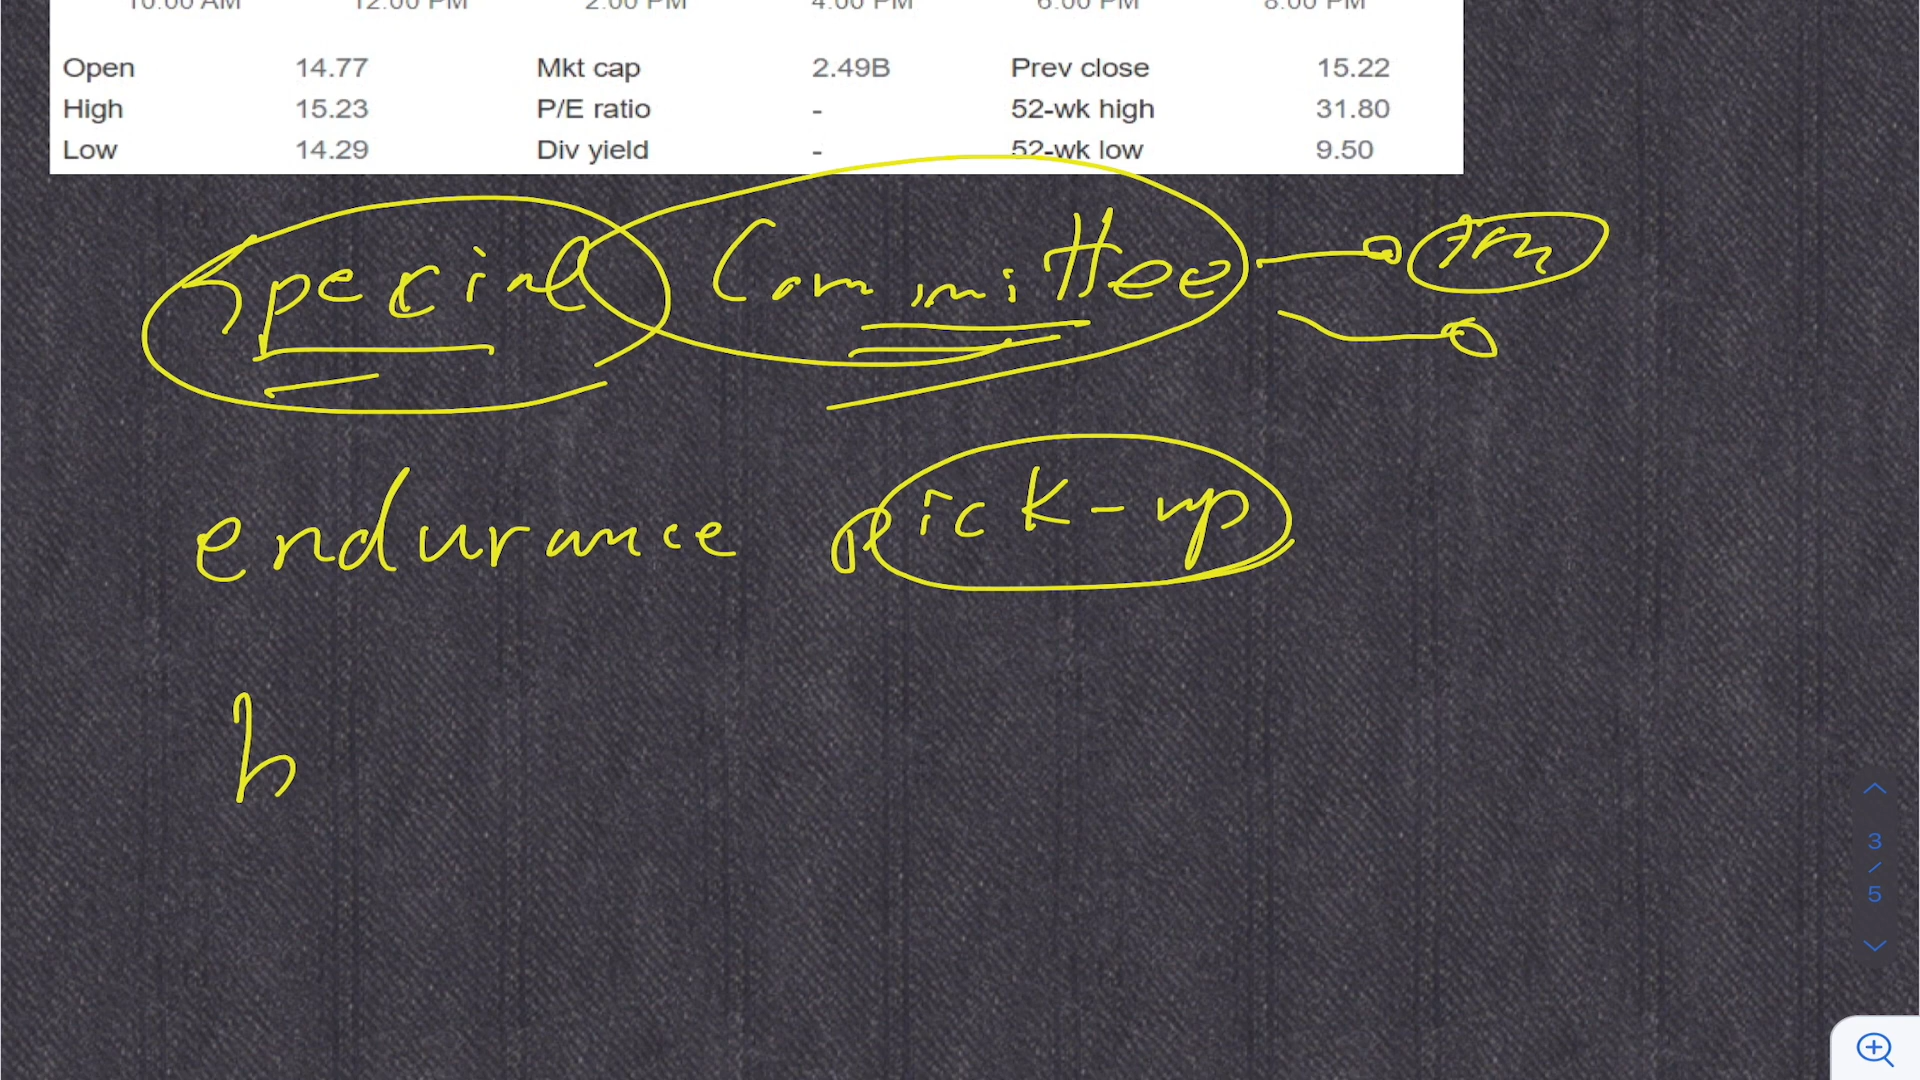 10:00 AM 12:00 PM 2:00 PM 4:00 PM 6:00 PM 8:00 PM
Open 14.77 Mkt cap 2.49B Prev close 15.22
High 15.23 P/E ratio - 52-wk high 31.80
Low 14.29 Div yield - 52-wk low 9.50
Special Committee
endurance pick-up
h
3
/
5